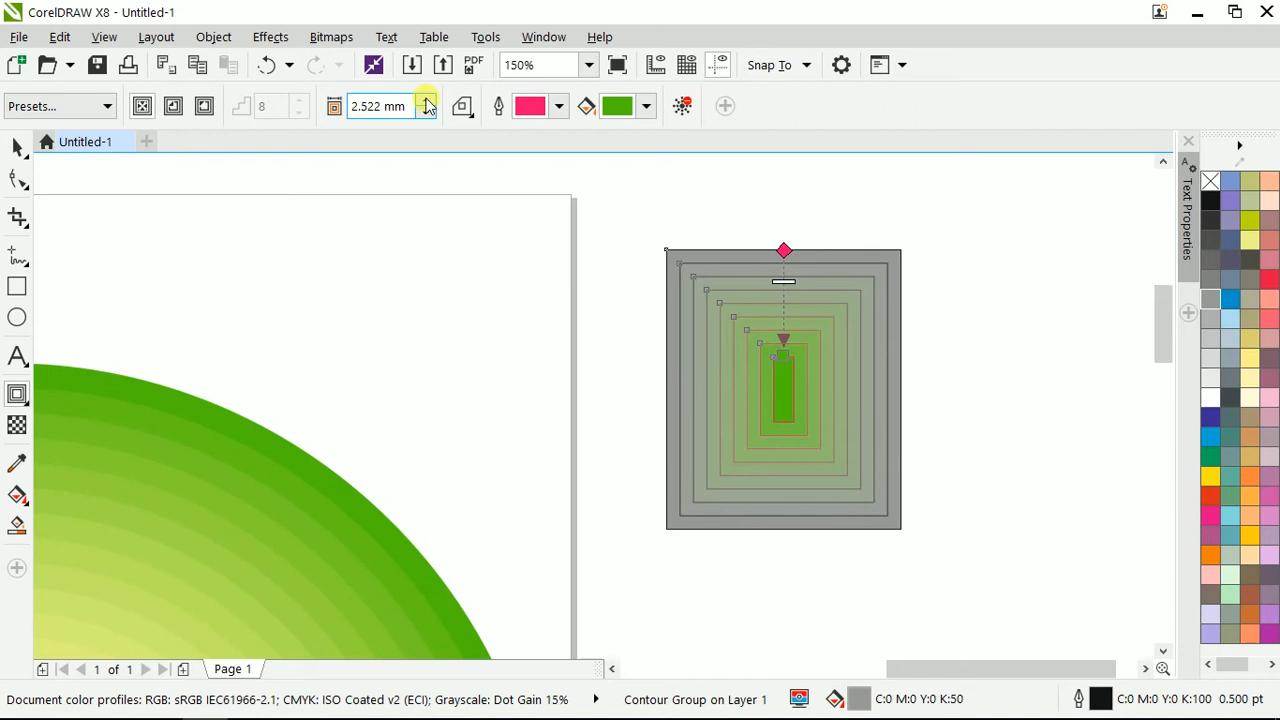 CorelDRAW X8 - Untitled-1
File Edit View Layout Object Effects Bitmaps Text Table Tools Window Help
PDF 150% Snap To
Presets... 8 2.522 mm
Untitled-1
Text Properties
1 of 1 Page 1
Document color profiles: RGB: sRGB IEC61966-2.1; CMYK: ISO Coated v2 (ECI); Grayscale: Dot Gain 15% Contour Group on Layer 1 C:0 M:0 Y:0 K:50 C:0 M:0 Y:0 K:100 0.500 pt